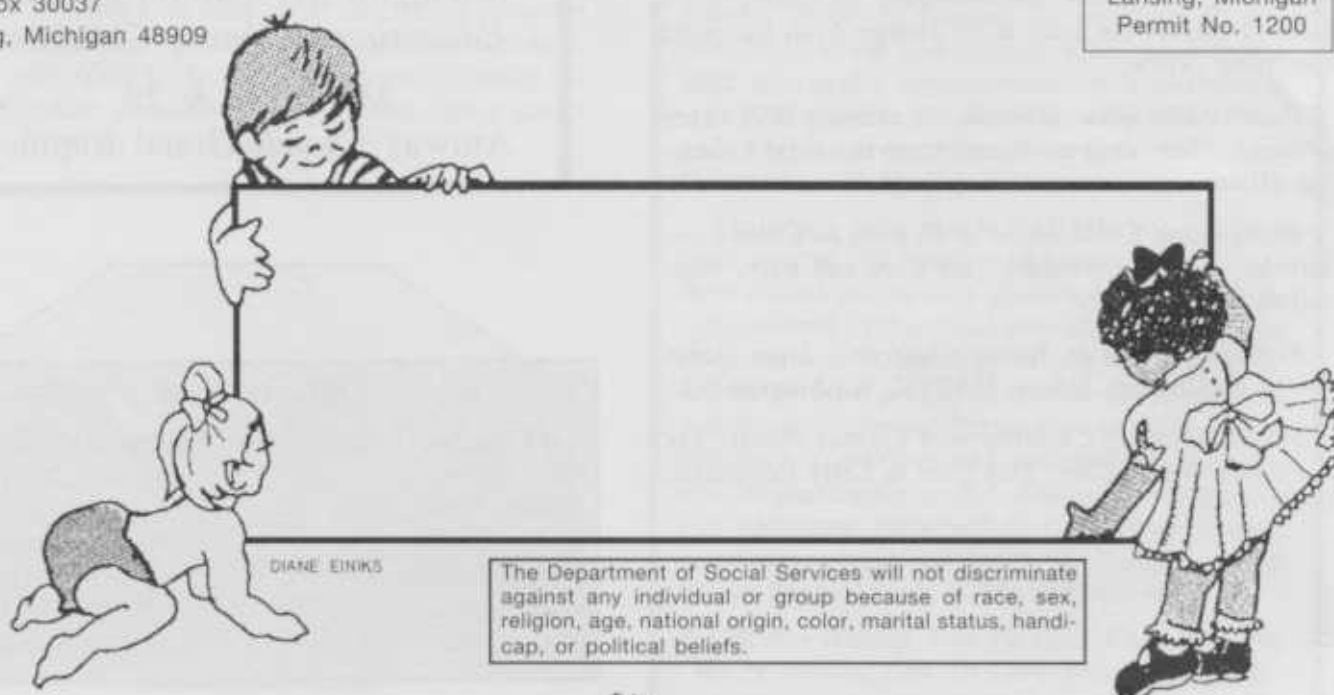 ox 30037
g, Michigan 48909
Lansing, Michigan
Permit No. 1200
DIANE EINIKS
The Department of Social Services will not discriminate
against any individual or group because of race, sex,
religion, age, national origin, color, marital status, handi-
cap, or political beliefs.